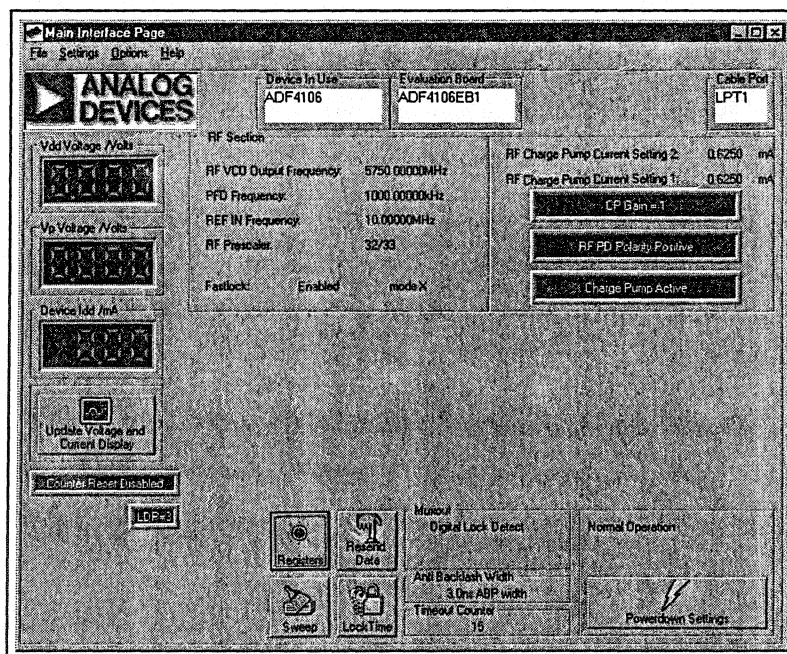 Main Interface Page
File Settings Options Help
ANALOG
DEVICES
Device In Use
ADF4106
Evaluation Board
ADF4106EB1
Cable Port
LPT1
Vdd Voltage /Volts
Vp Voltage /Volts
Device Idd /mA
Update Voltage and
Current Display
Counter Reset Disabled
RF Section
RF VCO Output Frequency: 5750.00000MHz
PFD Frequency: 1000.00000kHz
REF IN Frequency: 10.00000MHz
RF Prescaler: 32/33
Fastlock: Enabled mode X
RF Charge Pump Current Setting 2: 0.6250 mA
RF Charge Pump Current Setting 1: 0.6250 mA
CP Gain = 1
RF PD Polarity Positive
Charge Pump Active
Registers
Resend
Data
Sweep
LockTime
Muxout
Digital Lock Detect
Anti Backlash Width
3.0ns ABP width
Timeout Counter
15
Normal Operation
Powerdown Settings